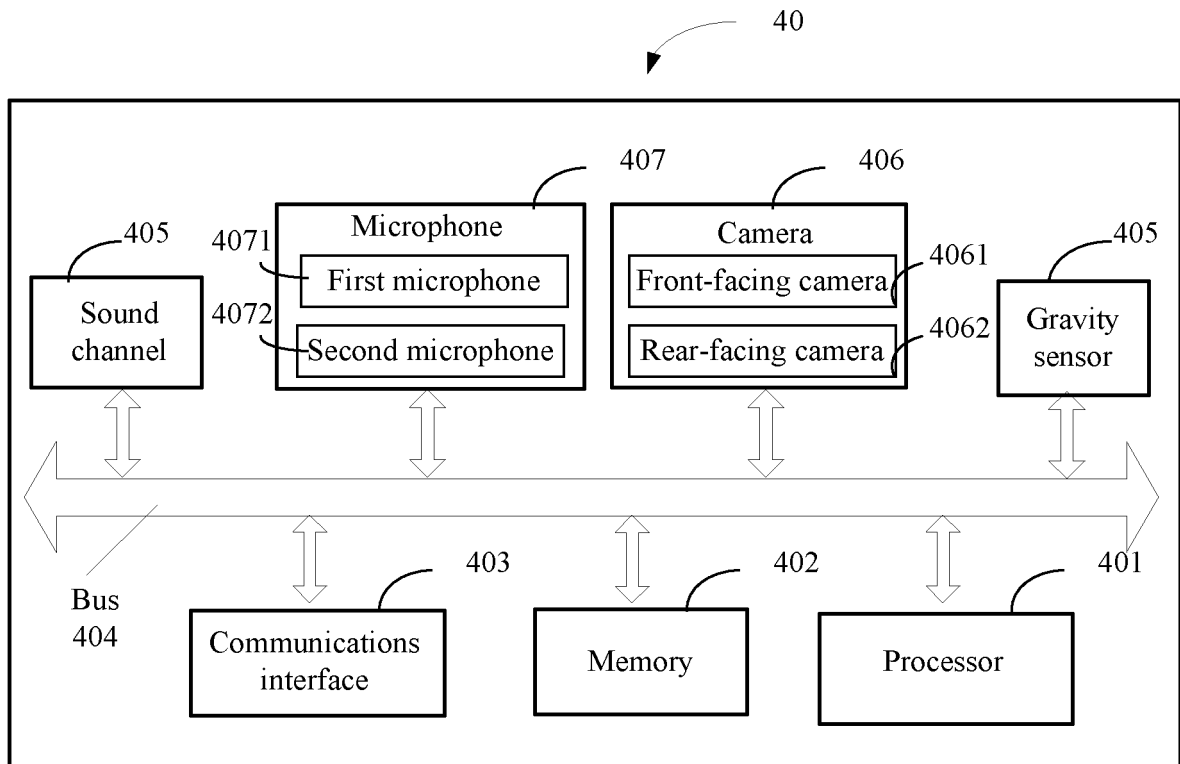 40
407
406
405
Microphone
Camera
405
4071
4061
First microphone
Front-facing camera
Sound
channel
Gravity
sensor
4072
4062
Second microphone
Rear-facing camera
403
402
401
Bus
404
Communications
interface
Memory
Processor